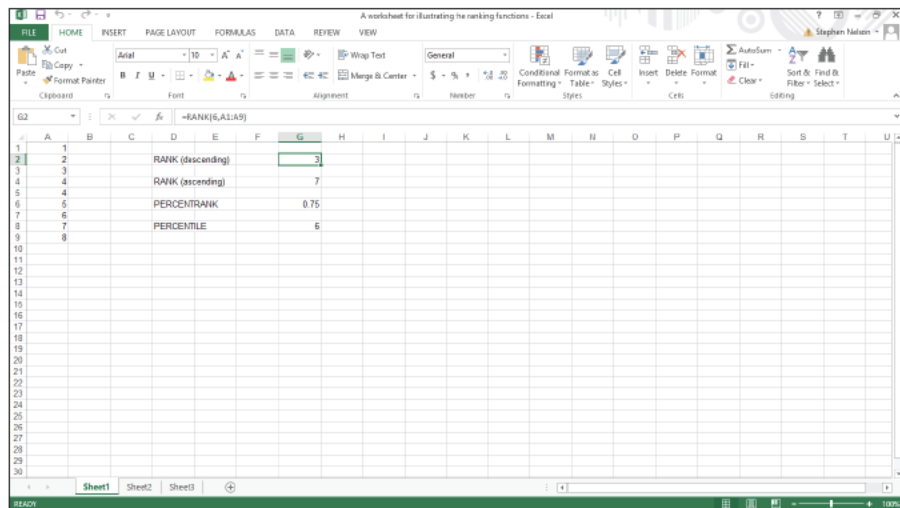 A worksheet for illustrating he ranking functions - Excel
FILE HOME INSERT PAGE LAYOUT FORMULAS DATA REVIEW VIEW Stephen Nelson
Paste
Cut
Copy
Format Painter
Clipboard
Arial 10
B I U
Font
Wrap Text
Merge & Center
Alignment
General
$ %
Number
Conditional Formatting
Format as Table
Cell Styles
Styles
Insert Delete Format
Cells
AutoSum
Fill
Clear
Sort & Filter
Find & Select
Editing
G2 fx =RANK(6,A1:A9)
A B C D E F G H I J K L M N O P Q R S T U
1 1
2 2 RANK (descending) 3
3 3
4 4 RANK (ascending) 7
5 4
6 5 PERCENTRANK 0.75
7 6
8 7 PERCENTILE 6
9 8
10
11
12
13
14
15
16
17
18
19
20
21
22
23
24
25
26
27
28
29
30
Sheet1 Sheet2 Sheet3
READY 100%